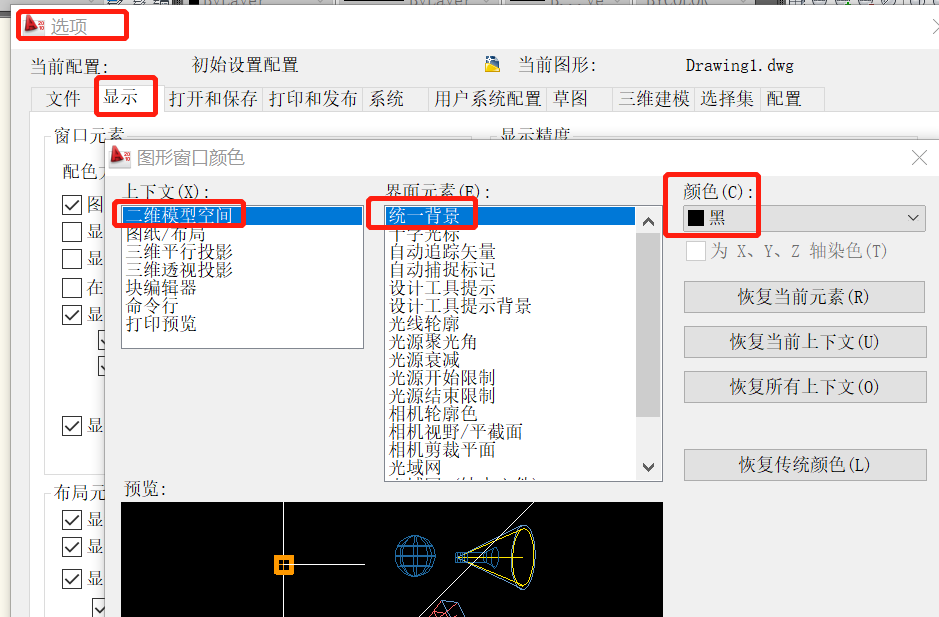 ByLayer
ByLayer
BYCOLOR
选项
当前配置: 初始设置配置 当前图形: Drawing1.dwg
文件 显示 打开和保存 打印和发布 系统 用户系统配置 草图 三维建模 选择集 配置
窗口元素 显示精度
配色
图形窗口颜色
上下文(X): 界面元素(E): 颜色(C):
二维模型空间
图纸/布局
三维平行投影
三维透视投影
块编辑器
命令行
打印预览
统一背景
十字光标
自动追踪矢量
自动捕捉标记
设计工具提示
设计工具提示背景
光线轮廓
光源聚光角
光源衰减
光源开始限制
光源结束限制
相机轮廓色
相机视野/平截面
相机剪裁平面
光域网
黑
为 X、Y、Z 轴染色(T)
恢复当前元素(R)
恢复当前上下文(U)
恢复所有上下文(O)
恢复传统颜色(L)
图
显
显
在
显
显
预览:
布局元
显
显
显